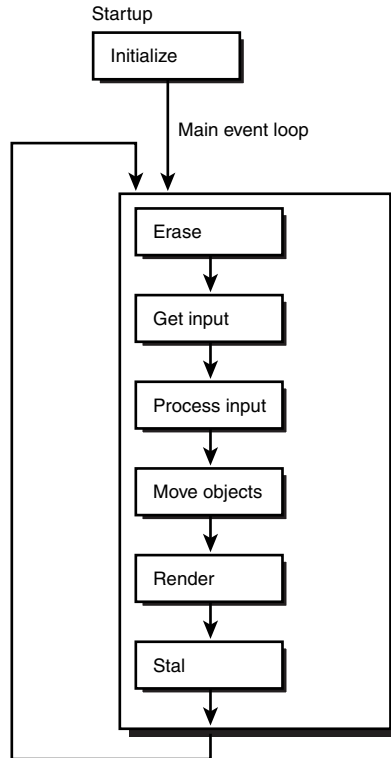 Startup
Initialize
Main event loop
Erase
Get input
Process input
Move objects
Render
Stal